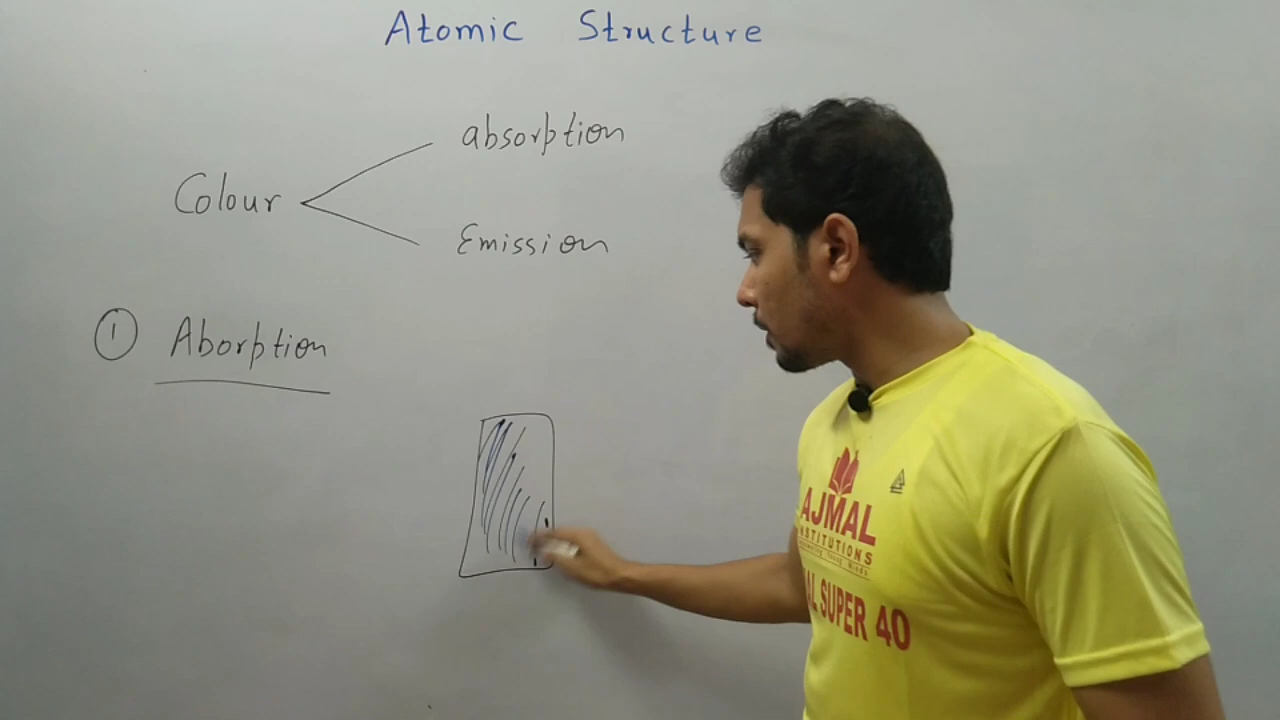 Atomic Structure
absorption
Colour
Emission
1 Aborption
AJMAL
INSTITUTIONS
SUPER 40